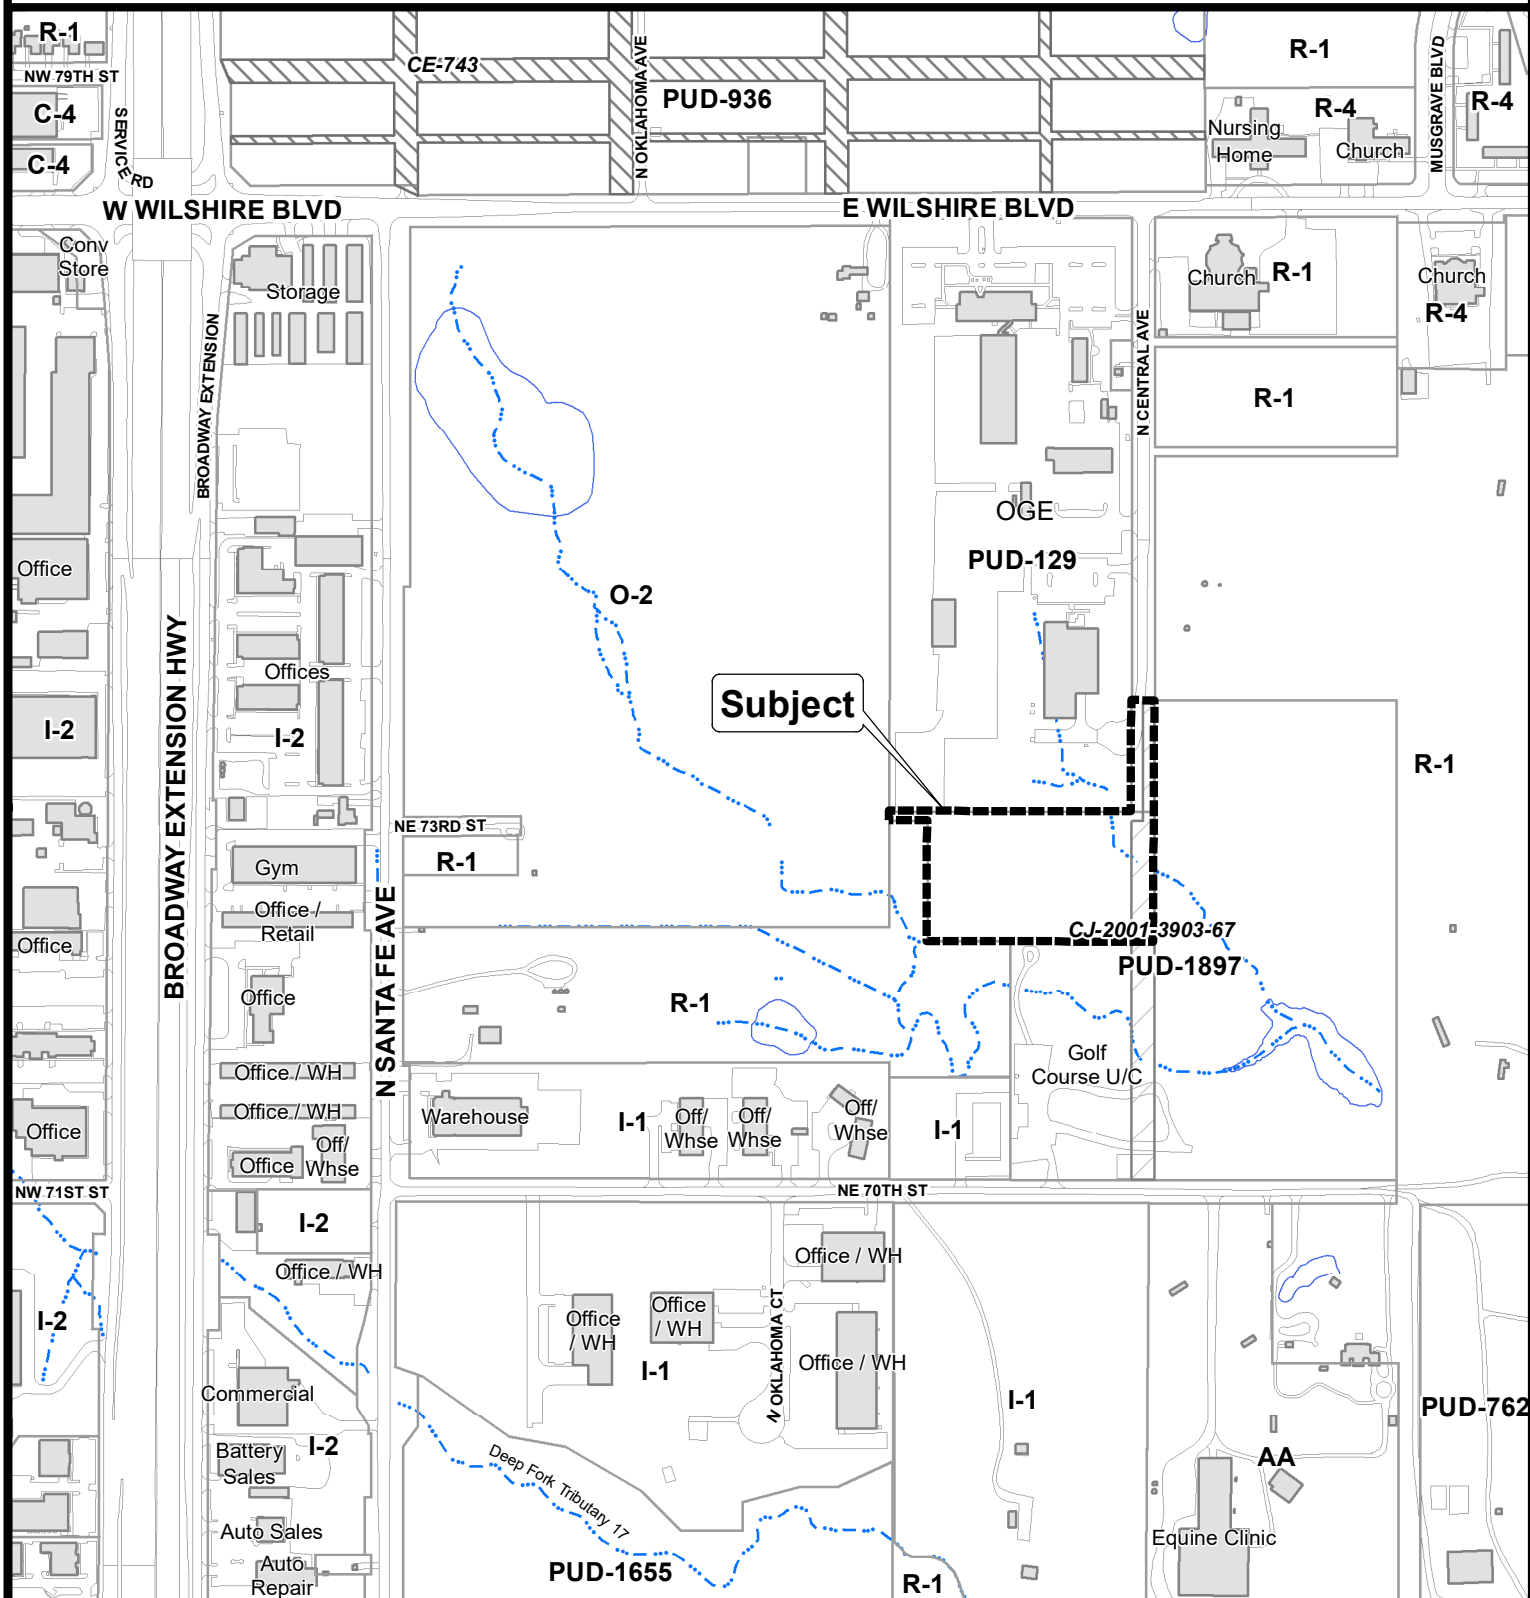 R-1
NW 79TH ST
C-4
C-4
SERVICE RD
CE-743
N OKLAHOMA AVE
PUD-936
R-1
R-4
Nursing
Home
Church
MUSGRAVE BLVD
R-4
W WILSHIRE BLVD
E WILSHIRE BLVD
Conv
Store
Storage
BROADWAY EXTENSION
N CENTRAL AVE
Church
R-1
Church
R-4
R-1
OGE
PUD-129
Office
O-2
Offices
I-2
I-2
BROADWAY EXTENSION HWY
Subject
R-1
NE 73RD ST
R-1
Gym
Office /
Retail
Office
N SANTA FE AVE
CJ-2001-3903-67
PUD-1897
Office
R-1
Golf
Course U/C
Office / WH
Office / WH
Warehouse
I-1
Off/
Whse
Off/
Whse
Off/
Whse
I-1
Office
Office
Off/
Whse
NW 71ST ST
NE 70TH ST
I-2
Office / WH
Office / WH
I-2
Office
/ WH
Office
/ WH
N OKLAHOMA CT
Office / WH
I-1
Commercial
I-1
PUD-762
Battery
Sales
I-2
Deep Fork Tributary 17
AA
Auto Sales
Equine Clinic
Auto
Repair
PUD-1655
R-1